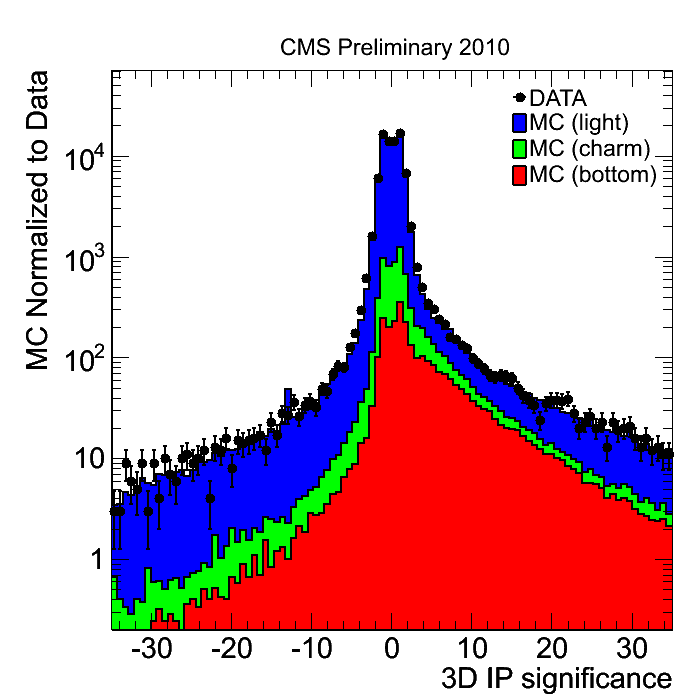 CMS Preliminary 2010
MC Normalized to Data
DATA
MC (light)
MC (charm)
MC (bottom)
10⁴
10³
10²
10
1
-30 -20 -10 0 10 20 30
3D IP significance